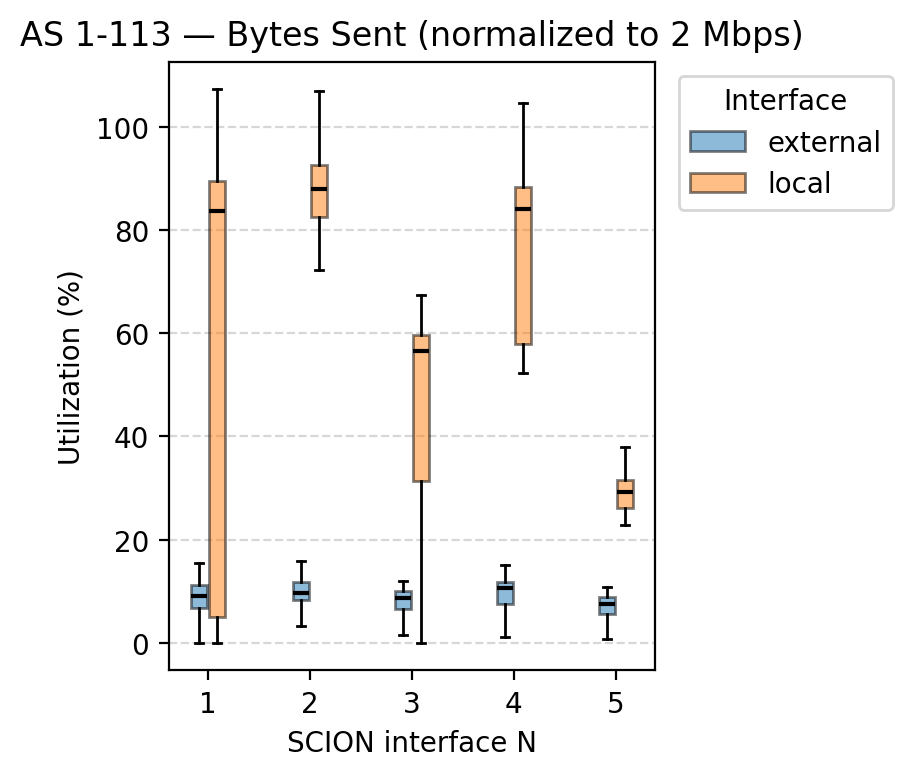 AS 1-113 — Bytes Sent (normalized to 2 Mbps)
Interface
external
local
Utilization (%)
100
80
60
40
20
0
1 2 3 4 5
SCION interface N